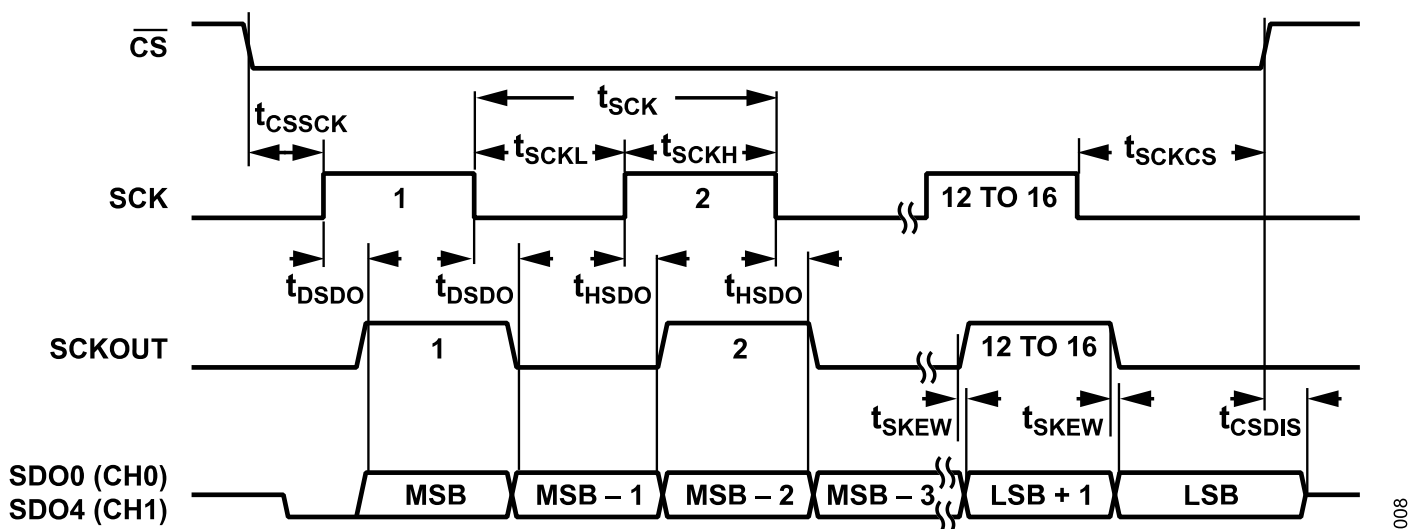 CS
tCSSCK
tSCK
tSCKL
tSCKH
tSCKCS
SCK
1
2
12 TO 16
tDSDO
tDSDO
tHSDO
tHSDO
SCKOUT
1
2
12 TO 16
tSKEW
tSKEW
tCSDIS
SDO0 (CH0)
SDO4 (CH1)
MSB
MSB – 1
MSB – 2
MSB – 3
LSB + 1
LSB
008